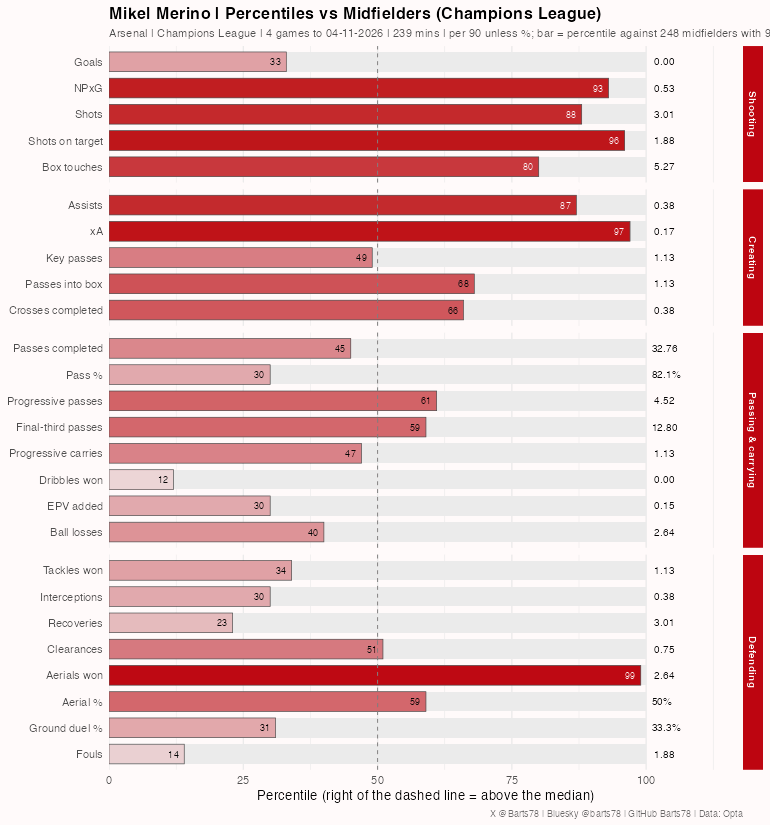 Mikel Merino | Percentiles vs Midfielders (Champions League)
Arsenal | Champions League | 4 games to 04-11-2026 | 239 mins | per 90 unless %; bar = percentile against 248 midfielders with 9
Goals 33 0.00
NPxG 93 0.53
Shots 88 3.01
Shots on target 96 1.88
Box touches 80 5.27
Shooting
Assists 87 0.38
xA 97 0.17
Key passes 49 1.13
Passes into box 68 1.13
Crosses completed 66 0.38
Creating
Passes completed 45 32.76
Pass % 30 82.1%
Progressive passes 61 4.52
Final-third passes 59 12.80
Progressive carries 47 1.13
Dribbles won 12 0.00
EPV added 30 0.15
Ball losses 40 2.64
Passing & carrying
Tackles won 34 1.13
Interceptions 30 0.38
Recoveries 23 3.01
Clearances 51 0.75
Aerials won 99 2.64
Aerial % 59 50%
Ground duel % 31 33.3%
Fouls 14 1.88
Defending
0 25 50 75 100
Percentile (right of the dashed line = above the median)
X @Barts78 | Bluesky @barts78 | GitHub Barts78 | Data: Opta